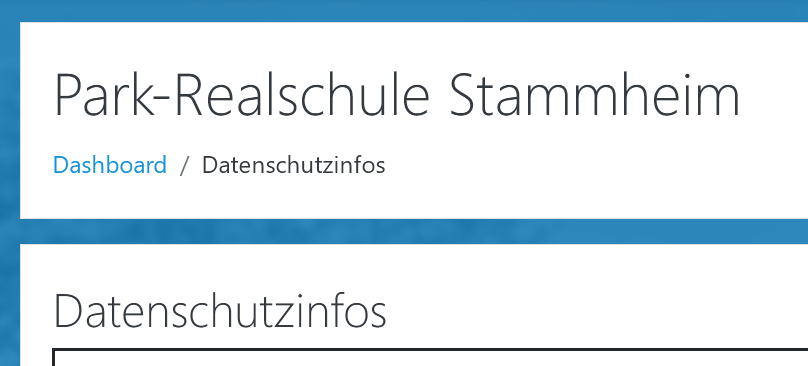 Park-Realschule Stammheim
Dashboard / Datenschutzinfos
Datenschutzinfos